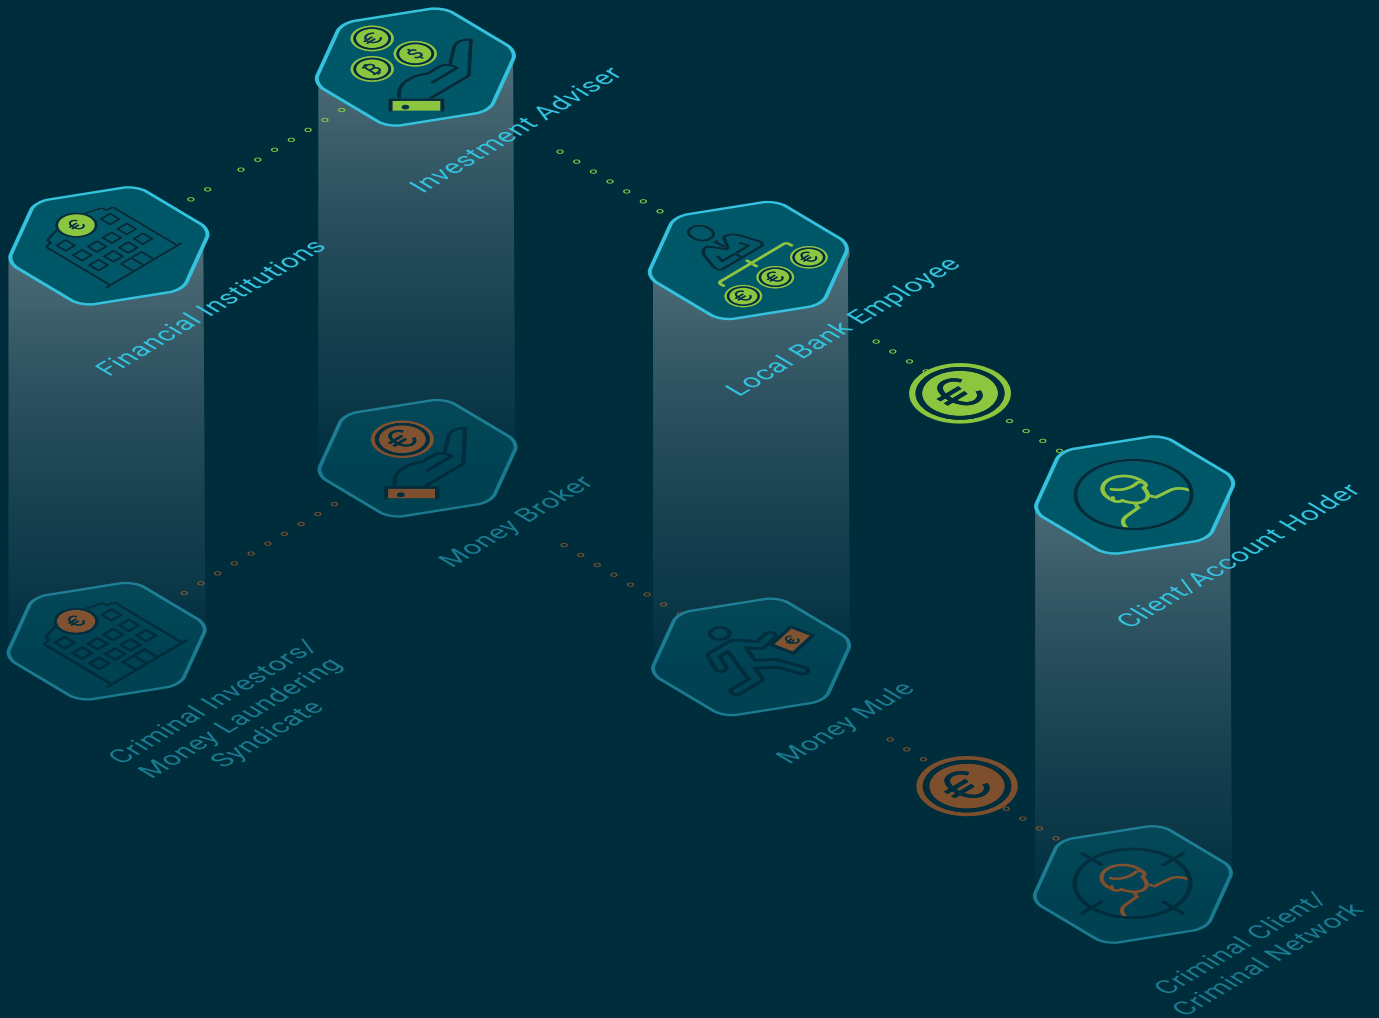 Investment Adviser
Financial Institutions
Local Bank Employee
Client/Account Holder
Money Broker
Criminal Investors/
Money Laundering
Syndicate
Money Mule
Criminal Client/
Criminal Network